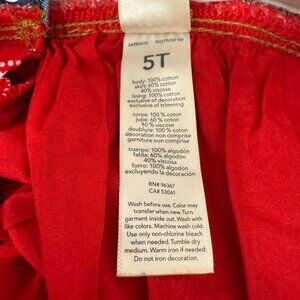 5T
body: 100% cotton
skirt: 60% cotton
40% viscose
lining: 100% cotton
exclusive of decoration
exclusive of trimming
corps: 100% coton
jupe: 60 % coton
40 % viscose
doublure: 100% coton
décoration non comprise
garniture non comprise
cuerpo: 100% algodón
falda: 60% algodón
40% viscosa
forro: 100% algodón
excluyendo la decoración
RN# 96367
CA# 53061
Wash before use. Color may
transfer when new. Turn
garment inside out. Wash with
like colors. Machine wash cold.
Use only non-chlorine bleach
when needed. Tumble dry
medium. Warm iron if needed.
Do not iron decoration.